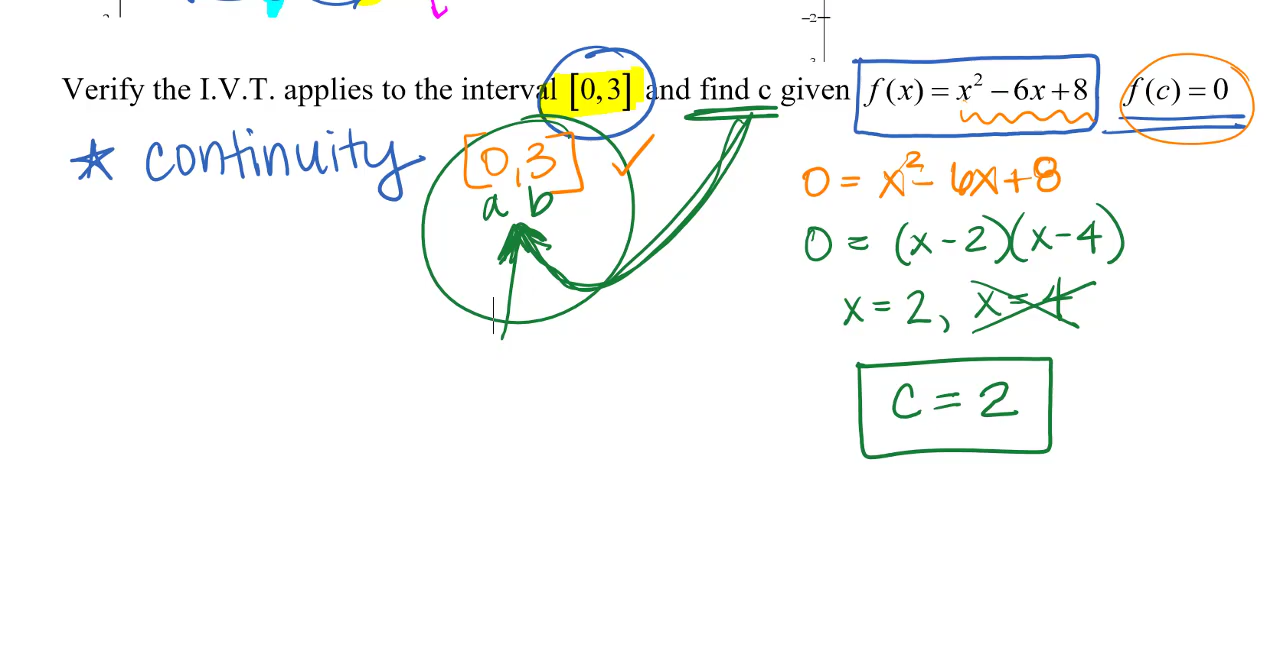 -2
Verify the I.V.T. applies to the interval [0,3] and find c given f(x) = x² − 6x + 8 f(c) = 0
* continuity [0,3] ✓
a b
0 = x² - 6x + 8
0 = (x - 2)(x - 4)
x = 2, x = 4
c = 2